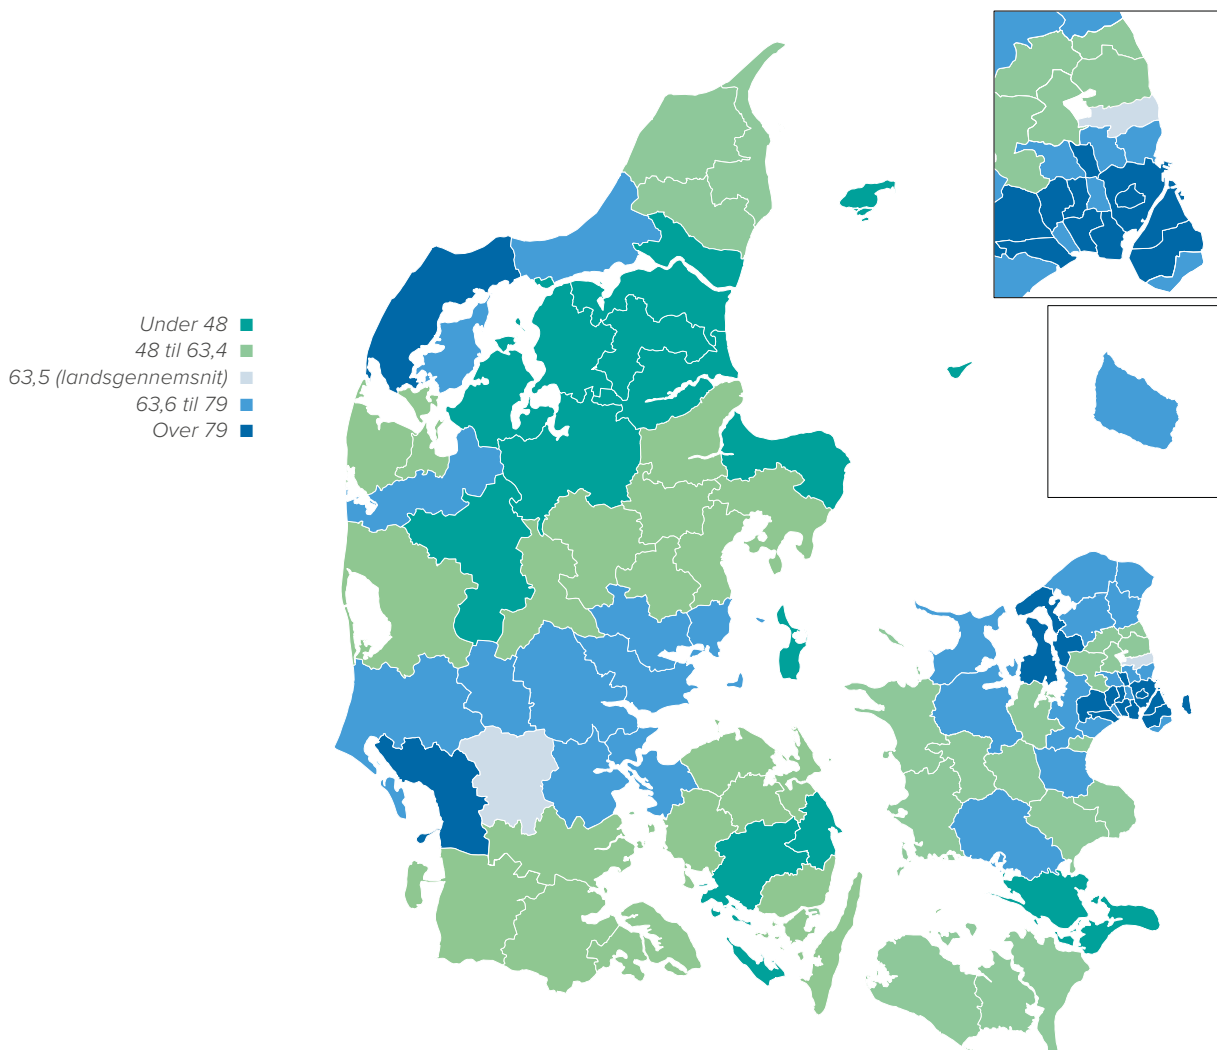 Under 48
48 til 63,4
63,5 (landsgennemsnit)
63,6 til 79
Over 79